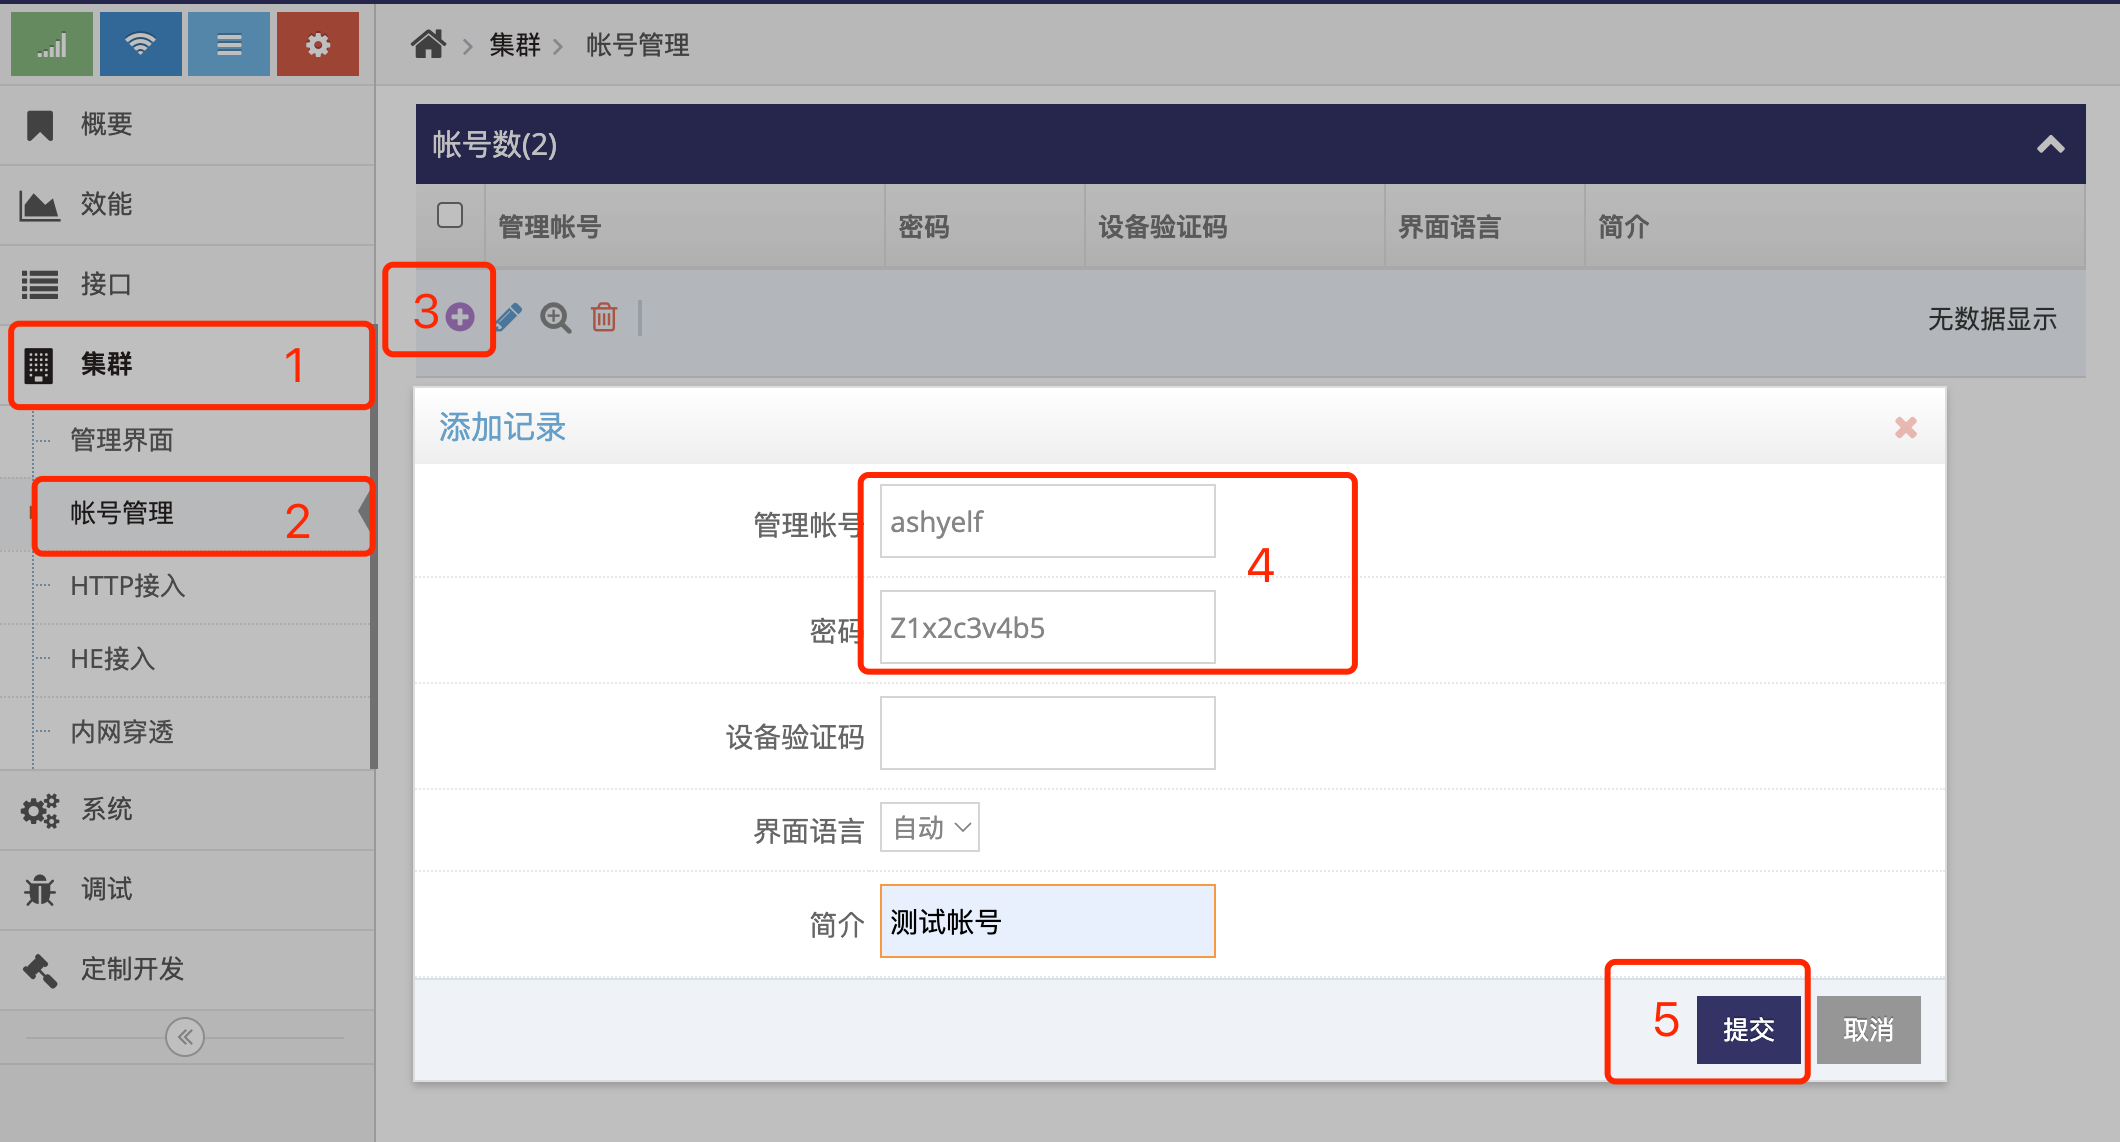 集群
帐号管理
概要
效能
接口
集群
1
管理界面
帐号管理
2
HTTP接入
HE接入
内网穿透
系统
调试
定制开发
帐号数(2)
管理帐号
密码
设备验证码
界面语言
简介
3
无数据显示
添加记录
管理帐号
ashyelf
4
密码
Z1x2c3v4b5
设备验证码
界面语言
自动
简介
测试帐号
5
提交
取消